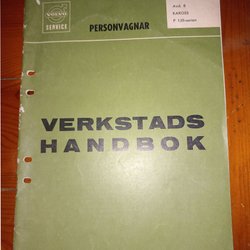 VOLVO
SERVICE
PERSONVAGNAR
Avd. 8
KAROSS
P 120-serien
VERKSTADS
HANDBOK